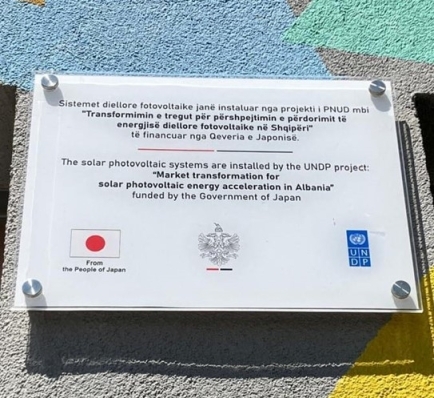 Sistemet diellore fotovoltaike janë instaluar nga projekti i PNUD mbi
"Transformimin e tregut për përshpejtimin e përdorimit të
energjisë diellore fotovoltaike në Shqipëri"
të financuar nga Qeveria e Japonisë.
The solar photovoltaic systems are installed by the UNDP project:
"Market transformation for
solar photovoltaic energy acceleration in Albania"
funded by the Government of Japan
From
the People of Japan
U N
D P